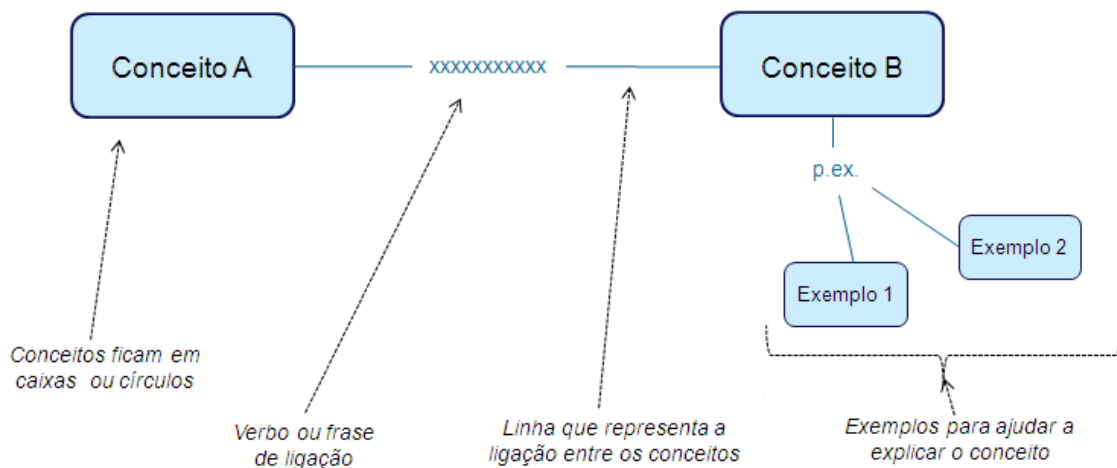 Conceito A
xxxxxxxxxxx
Conceito B
p.ex.
Exemplo 2
Exemplo 1
Conceitos ficam em
caixas ou círculos
Verbo ou frase
de ligação
Linha que representa a
ligação entre os conceitos
Exemplos para ajudar a
explicar o conceito